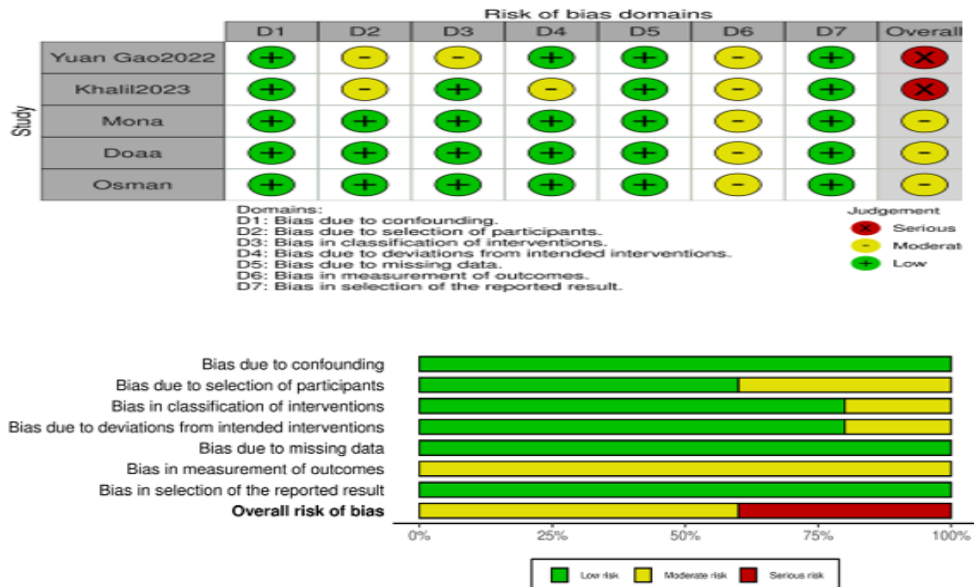 Risk of bias domains
D1 D2 D3 D4 D5 D6 D7 Overall
Study
Yuan Gao2022 + - - + + - + X
Khalil2023 + - + - + - + X
Mona + + + + + - + -
Doaa + + + + + - + -
Osman + + + + + - + -
Domains:
D1: Bias due to confounding.
D2: Bias due to selection of participants.
D3: Bias in classification of interventions.
D4: Bias due to deviations from intended interventions.
D5: Bias due to missing data.
D6: Bias in measurement of outcomes.
D7: Bias in selection of the reported result.
Judgement
X Serious
- Moderate
+ Low
Bias due to confounding
Bias due to selection of participants
Bias in classification of interventions
Bias due to deviations from intended interventions
Bias due to missing data
Bias in measurement of outcomes
Bias in selection of the reported result
Overall risk of bias
0% 25% 50% 75% 100%
Low risk Moderate risk Serious risk